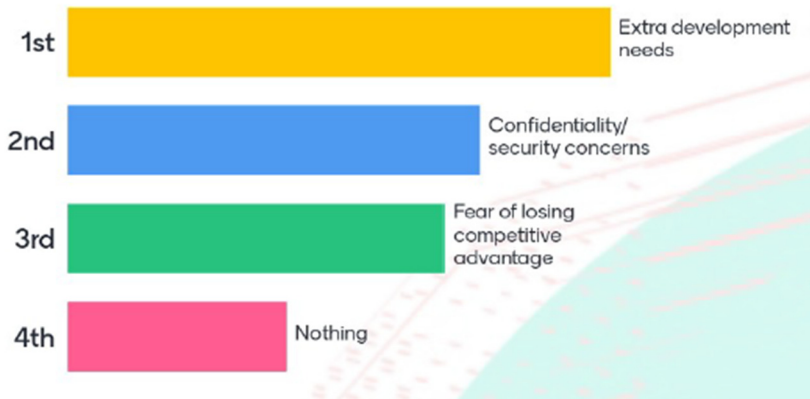 1st
Extra development
needs
2nd
Confidentiality/
security concerns
3rd
Fear of losing
competitive
advantage
4th
Nothing